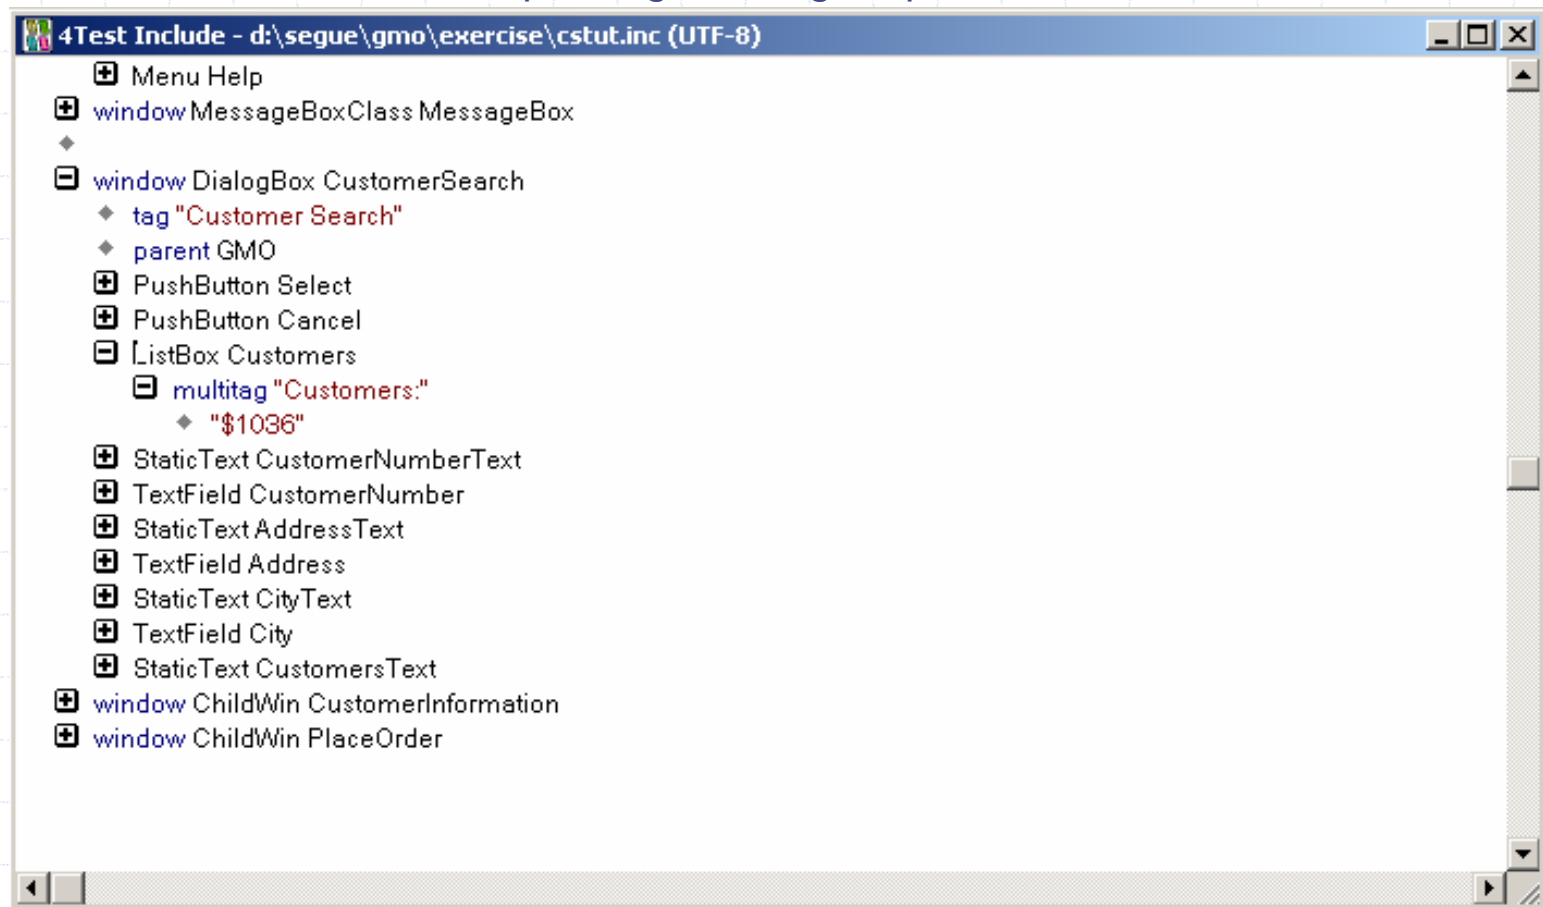 4Test Include - d:\segue\gmo\exercise\cstut.inc (UTF-8)
Menu Help
window MessageBoxClass MessageBox
window DialogBox CustomerSearch
tag "Customer Search"
parent GMO
PushButton Select
PushButton Cancel
ListBox Customers
multitag "Customers:"
"$1036"
StaticText CustomerNumberText
TextField CustomerNumber
StaticText AddressText
TextField Address
StaticText CityText
TextField City
StaticText CustomersText
window ChildWin CustomerInformation
window ChildWin PlaceOrder